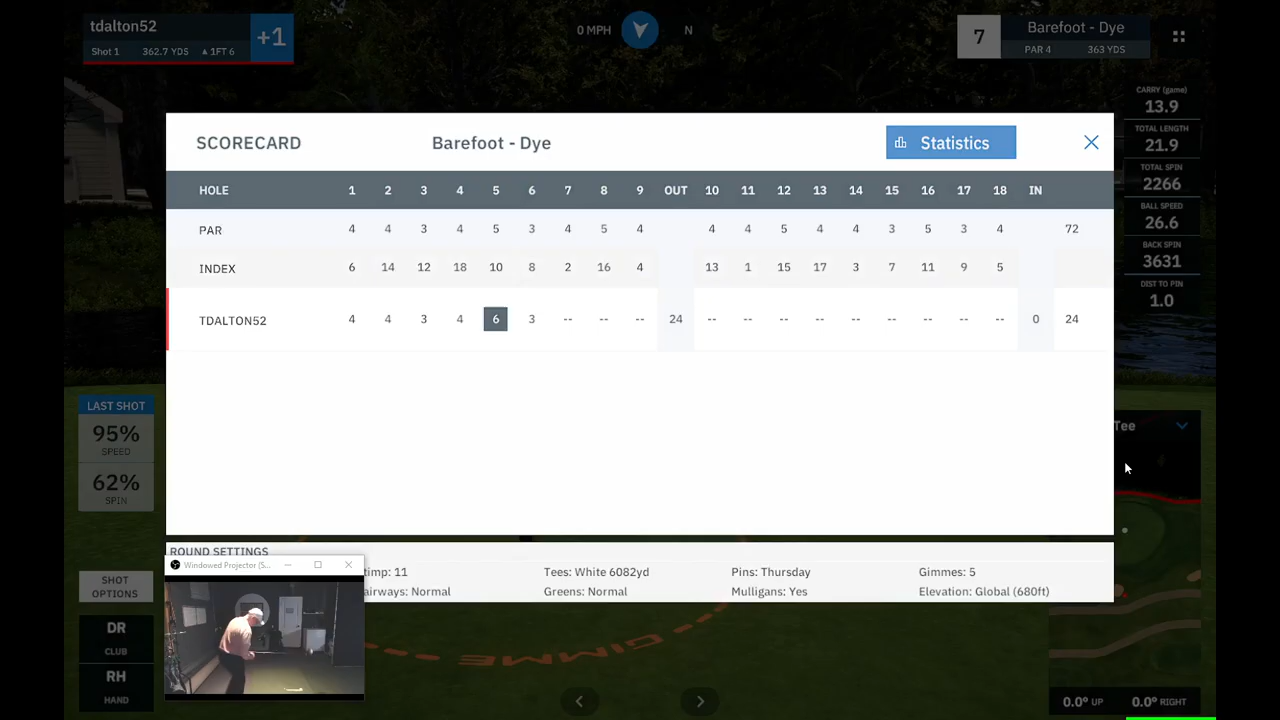 tdalton52 +1
Shot 1 362.7 YDS ▲ 1FT 6
0 MPH N
7 Barefoot - Dye
PAR 4 363 YDS
CARRY (game)
13.9
TOTAL LENGTH
21.9
TOTAL SPIN
2266
BALL SPEED
26.6
BACK SPIN
3631
DIST TO PIN
1.0
SCORECARD Barefoot - Dye Statistics
HOLE 1 2 3 4 5 6 7 8 9 OUT 10 11 12 13 14 15 16 17 18 IN
PAR 4 4 3 4 5 3 4 5 4 4 4 5 4 4 3 5 3 4 72
INDEX 6 14 12 18 10 8 2 16 4 13 1 15 17 3 7 11 9 5
TDALTON52 4 4 3 4 6 3 -- -- -- 24 -- -- -- -- -- -- -- -- -- 0 24
LAST SHOT
95%
SPEED
62%
SPIN
Tee
ROUND SETTINGS
timp: 11 Tees: White 6082yd Pins: Thursday Gimmes: 5
airways: Normal Greens: Normal Mulligans: Yes Elevation: Global (680ft)
Windowed Projector (S...
SHOT
OPTIONS
DR
CLUB
RH
HAND
GIMME
0.0° UP 0.0° RIGHT